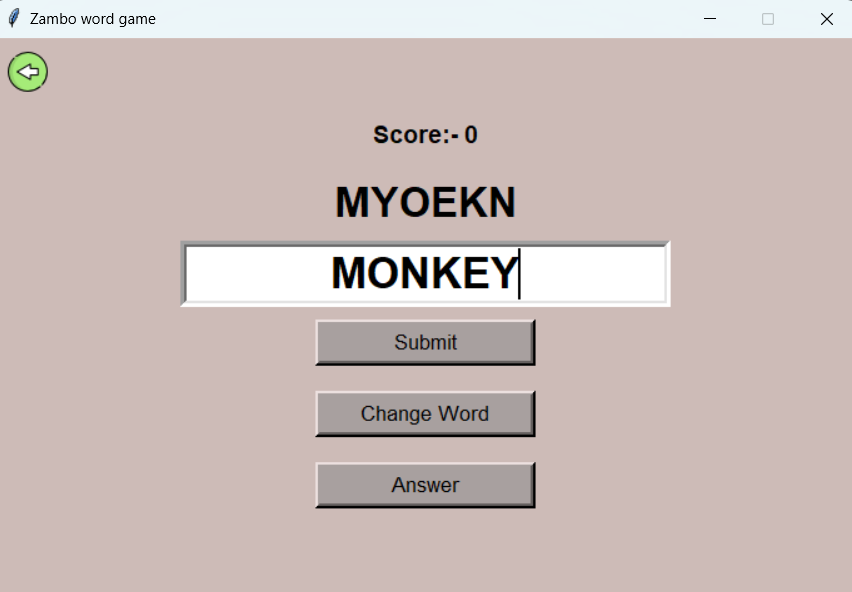 Zambo word game
Score:- 0
MYOEKN
MONKEY
Submit
Change Word
Answer